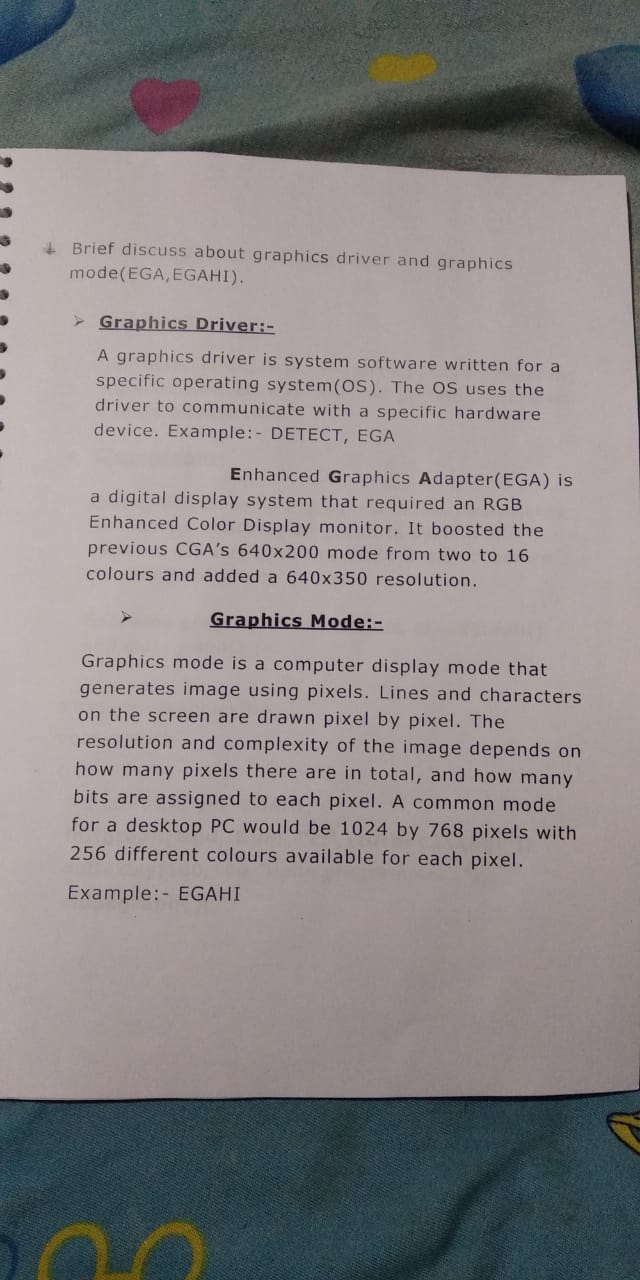 Brief discuss about graphics driver and graphics
mode(EGA,EGAHI).
➢ Graphics Driver:-
A graphics driver is system software written for a
specific operating system(OS). The OS uses the
driver to communicate with a specific hardware
device. Example:- DETECT, EGA
Enhanced Graphics Adapter(EGA) is
a digital display system that required an RGB
Enhanced Color Display monitor. It boosted the
previous CGA’s 640x200 mode from two to 16
colours and added a 640x350 resolution.
➢ Graphics Mode:-
Graphics mode is a computer display mode that
generates image using pixels. Lines and characters
on the screen are drawn pixel by pixel. The
resolution and complexity of the image depends on
how many pixels there are in total, and how many
bits are assigned to each pixel. A common mode
for a desktop PC would be 1024 by 768 pixels with
256 different colours available for each pixel.
Example:- EGAHI